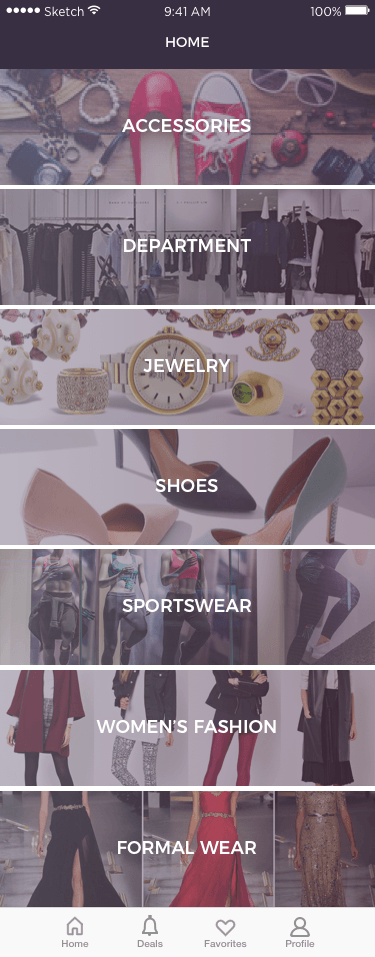 Sketch 9:41 AM 100%
HOME
ACCESSORIES
DEPARTMENT
JEWELRY
SHOES
SPORTSWEAR
WOMEN'S FASHION
FORMAL WEAR
Home Deals Favorites Profile